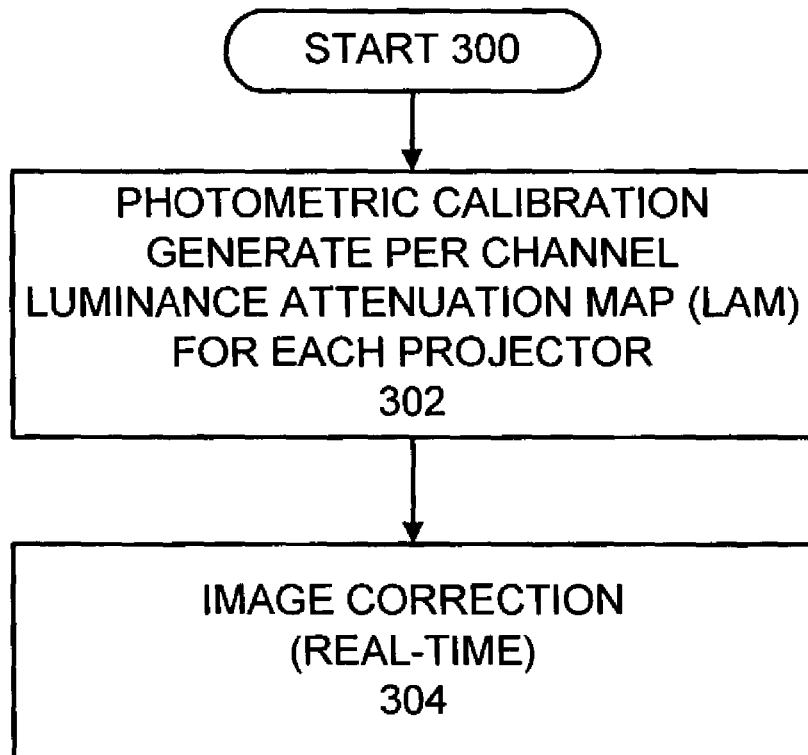 START 300
PHOTOMETRIC CALIBRATION
GENERATE PER CHANNEL
LUMINANCE ATTENUATION MAP (LAM)
FOR EACH PROJECTOR
302
IMAGE CORRECTION
(REAL-TIME)
304